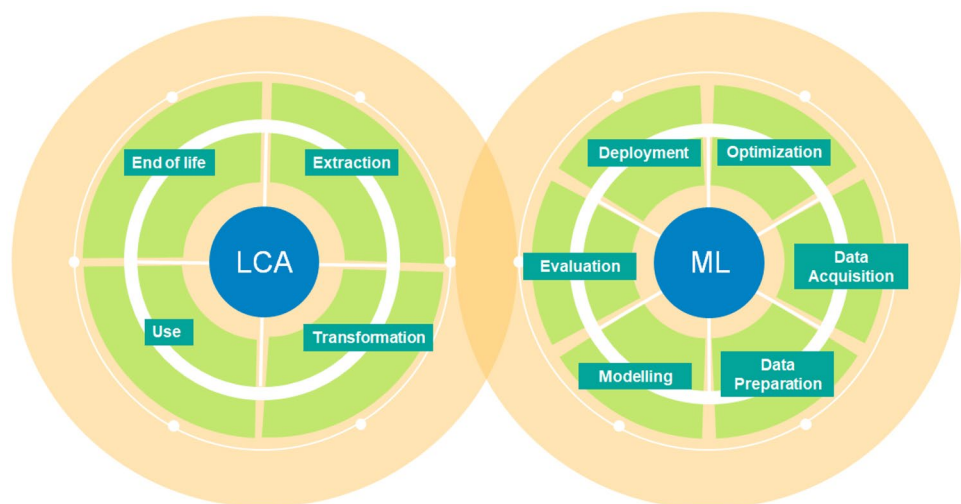 End of life
Extraction
LCA
Use
Transformation
Deployment
Optimization
Evaluation
ML
Data
Acquisition
Modelling
Data
Preparation